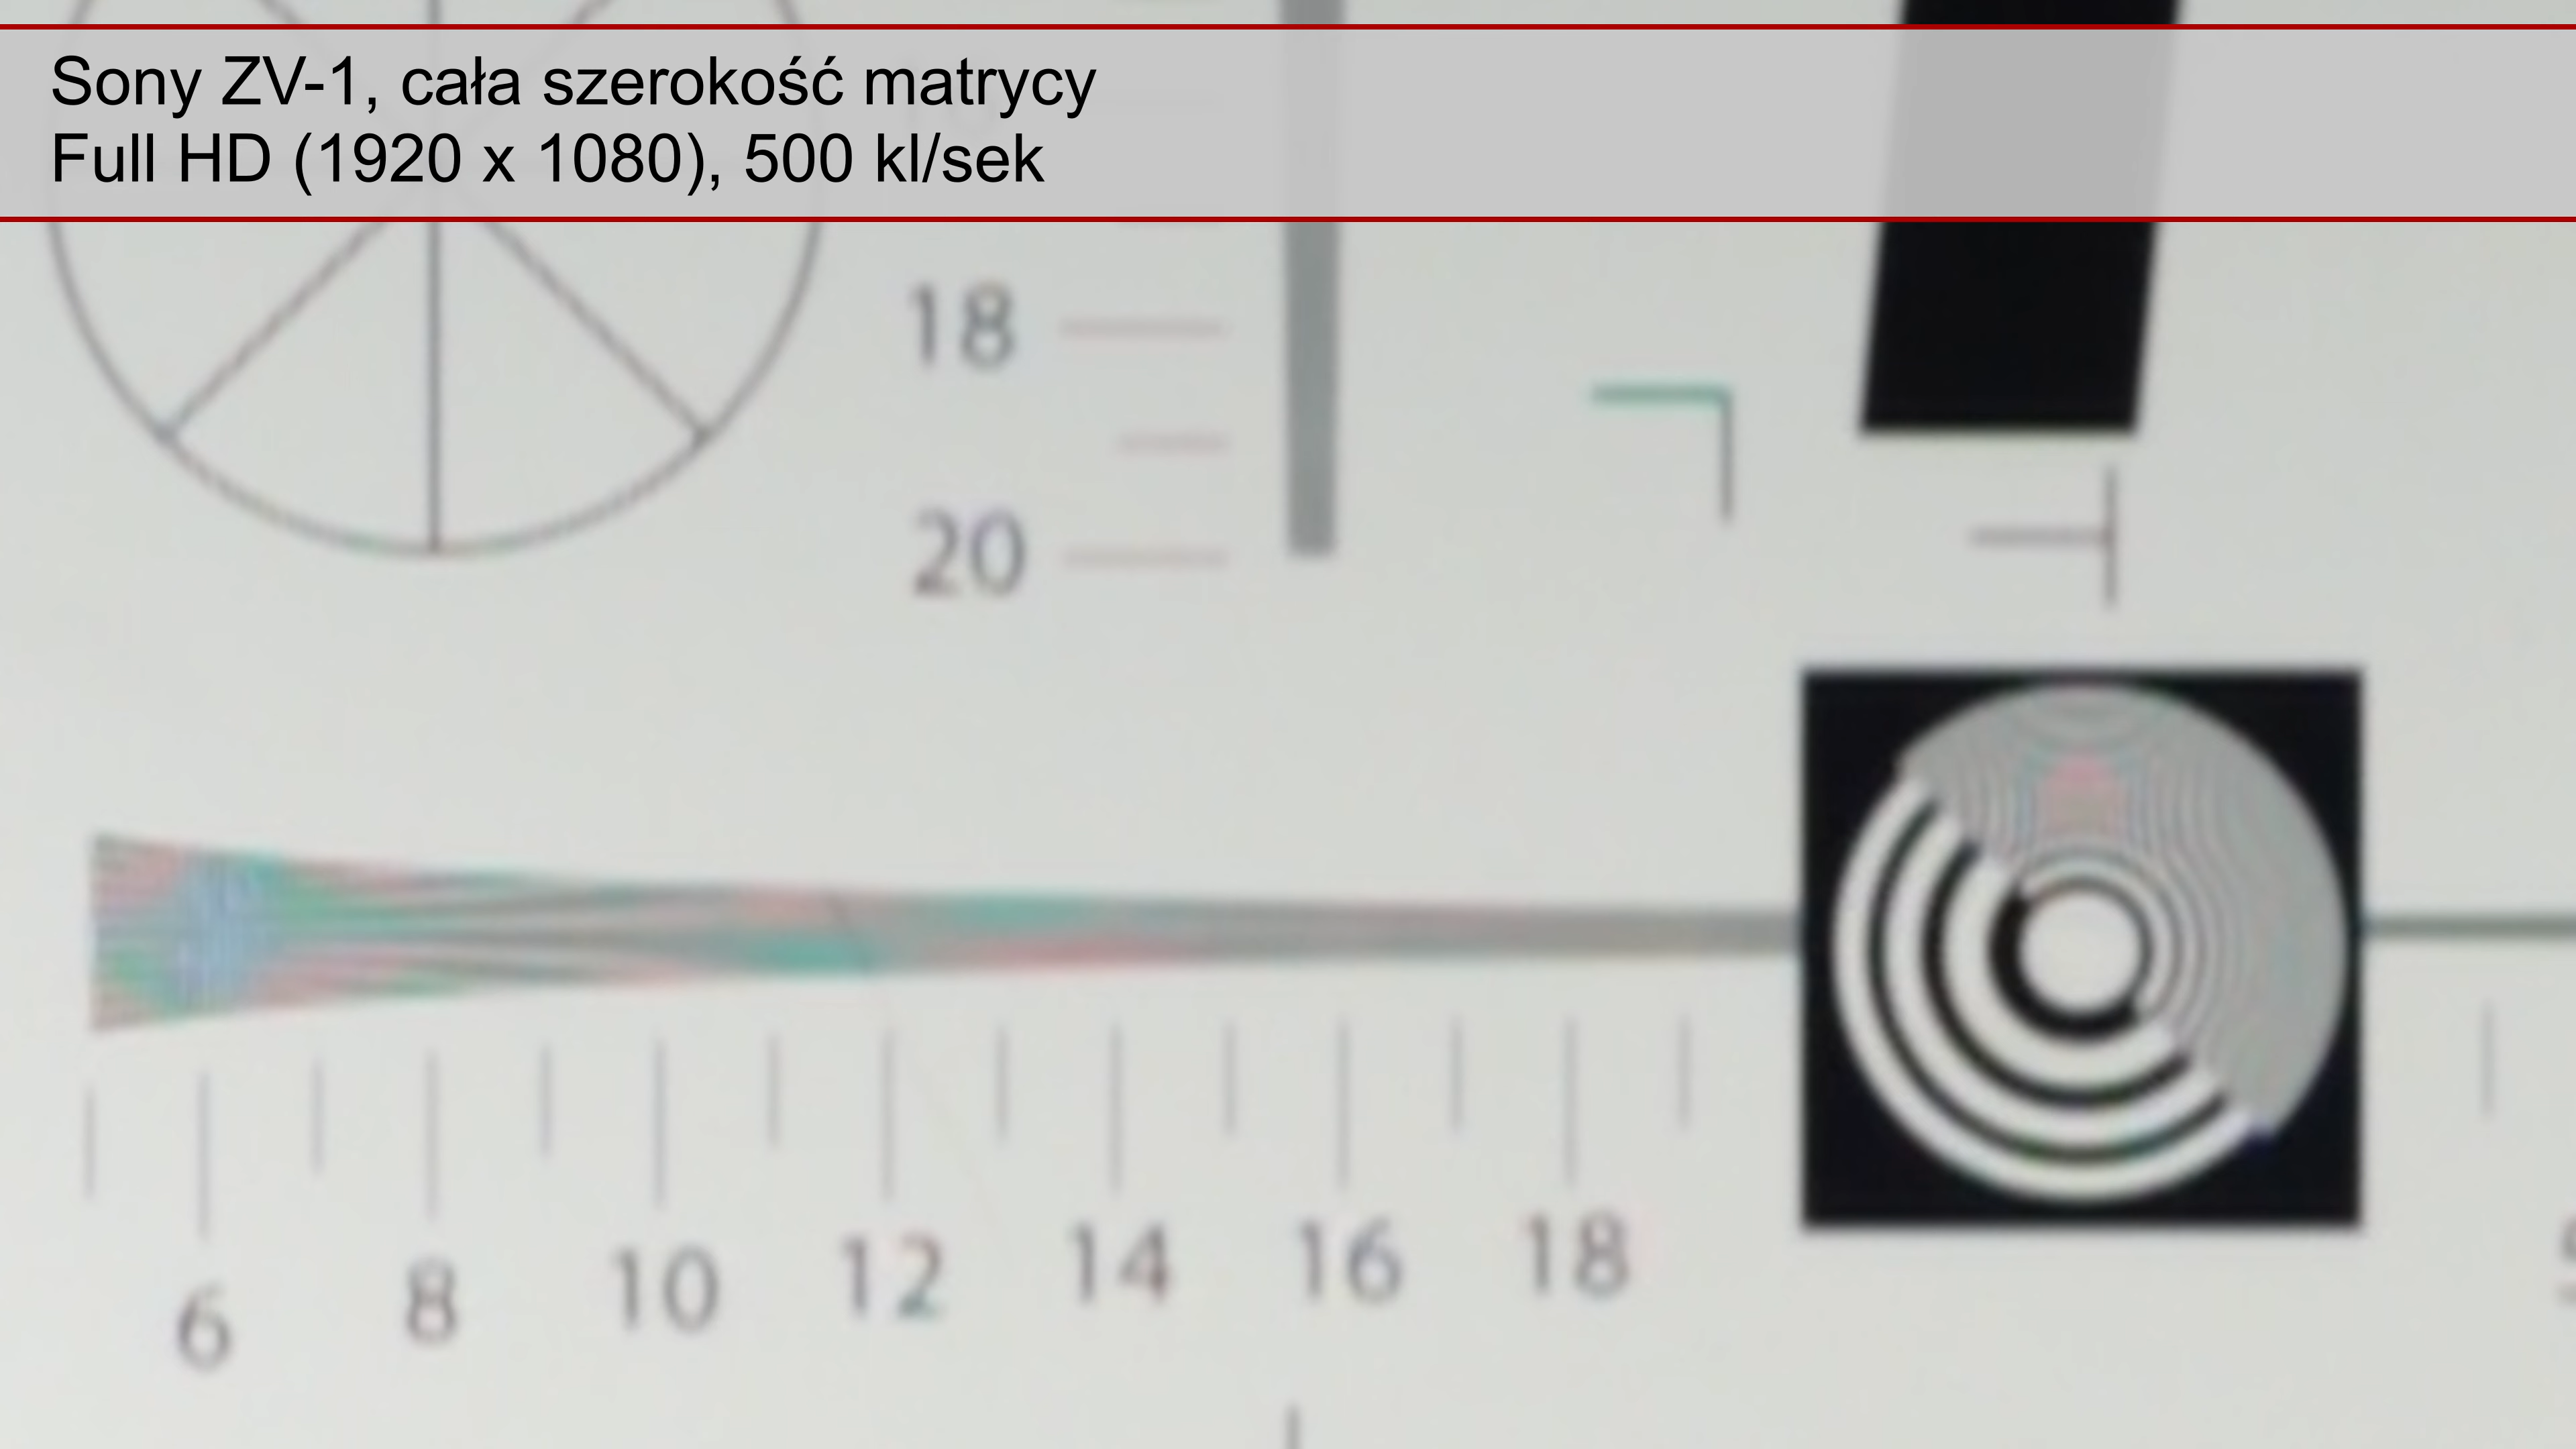 Sony ZV-1, cała szerokość matrycy
Full HD (1920 x 1080), 500 kl/sek
18
20
6 8 10 12 14 16 18